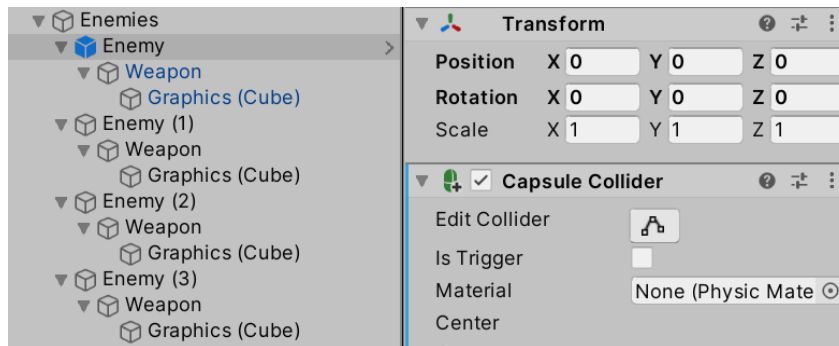 Enemies
Enemy
Weapon
Graphics (Cube)
Enemy (1)
Weapon
Graphics (Cube)
Enemy (2)
Weapon
Graphics (Cube)
Enemy (3)
Weapon
Graphics (Cube)
Transform
Position X 0 Y 0 Z 0
Rotation X 0 Y 0 Z 0
Scale X 1 Y 1 Z 1
Capsule Collider
Edit Collider
Is Trigger
Material None (Physic Mate
Center